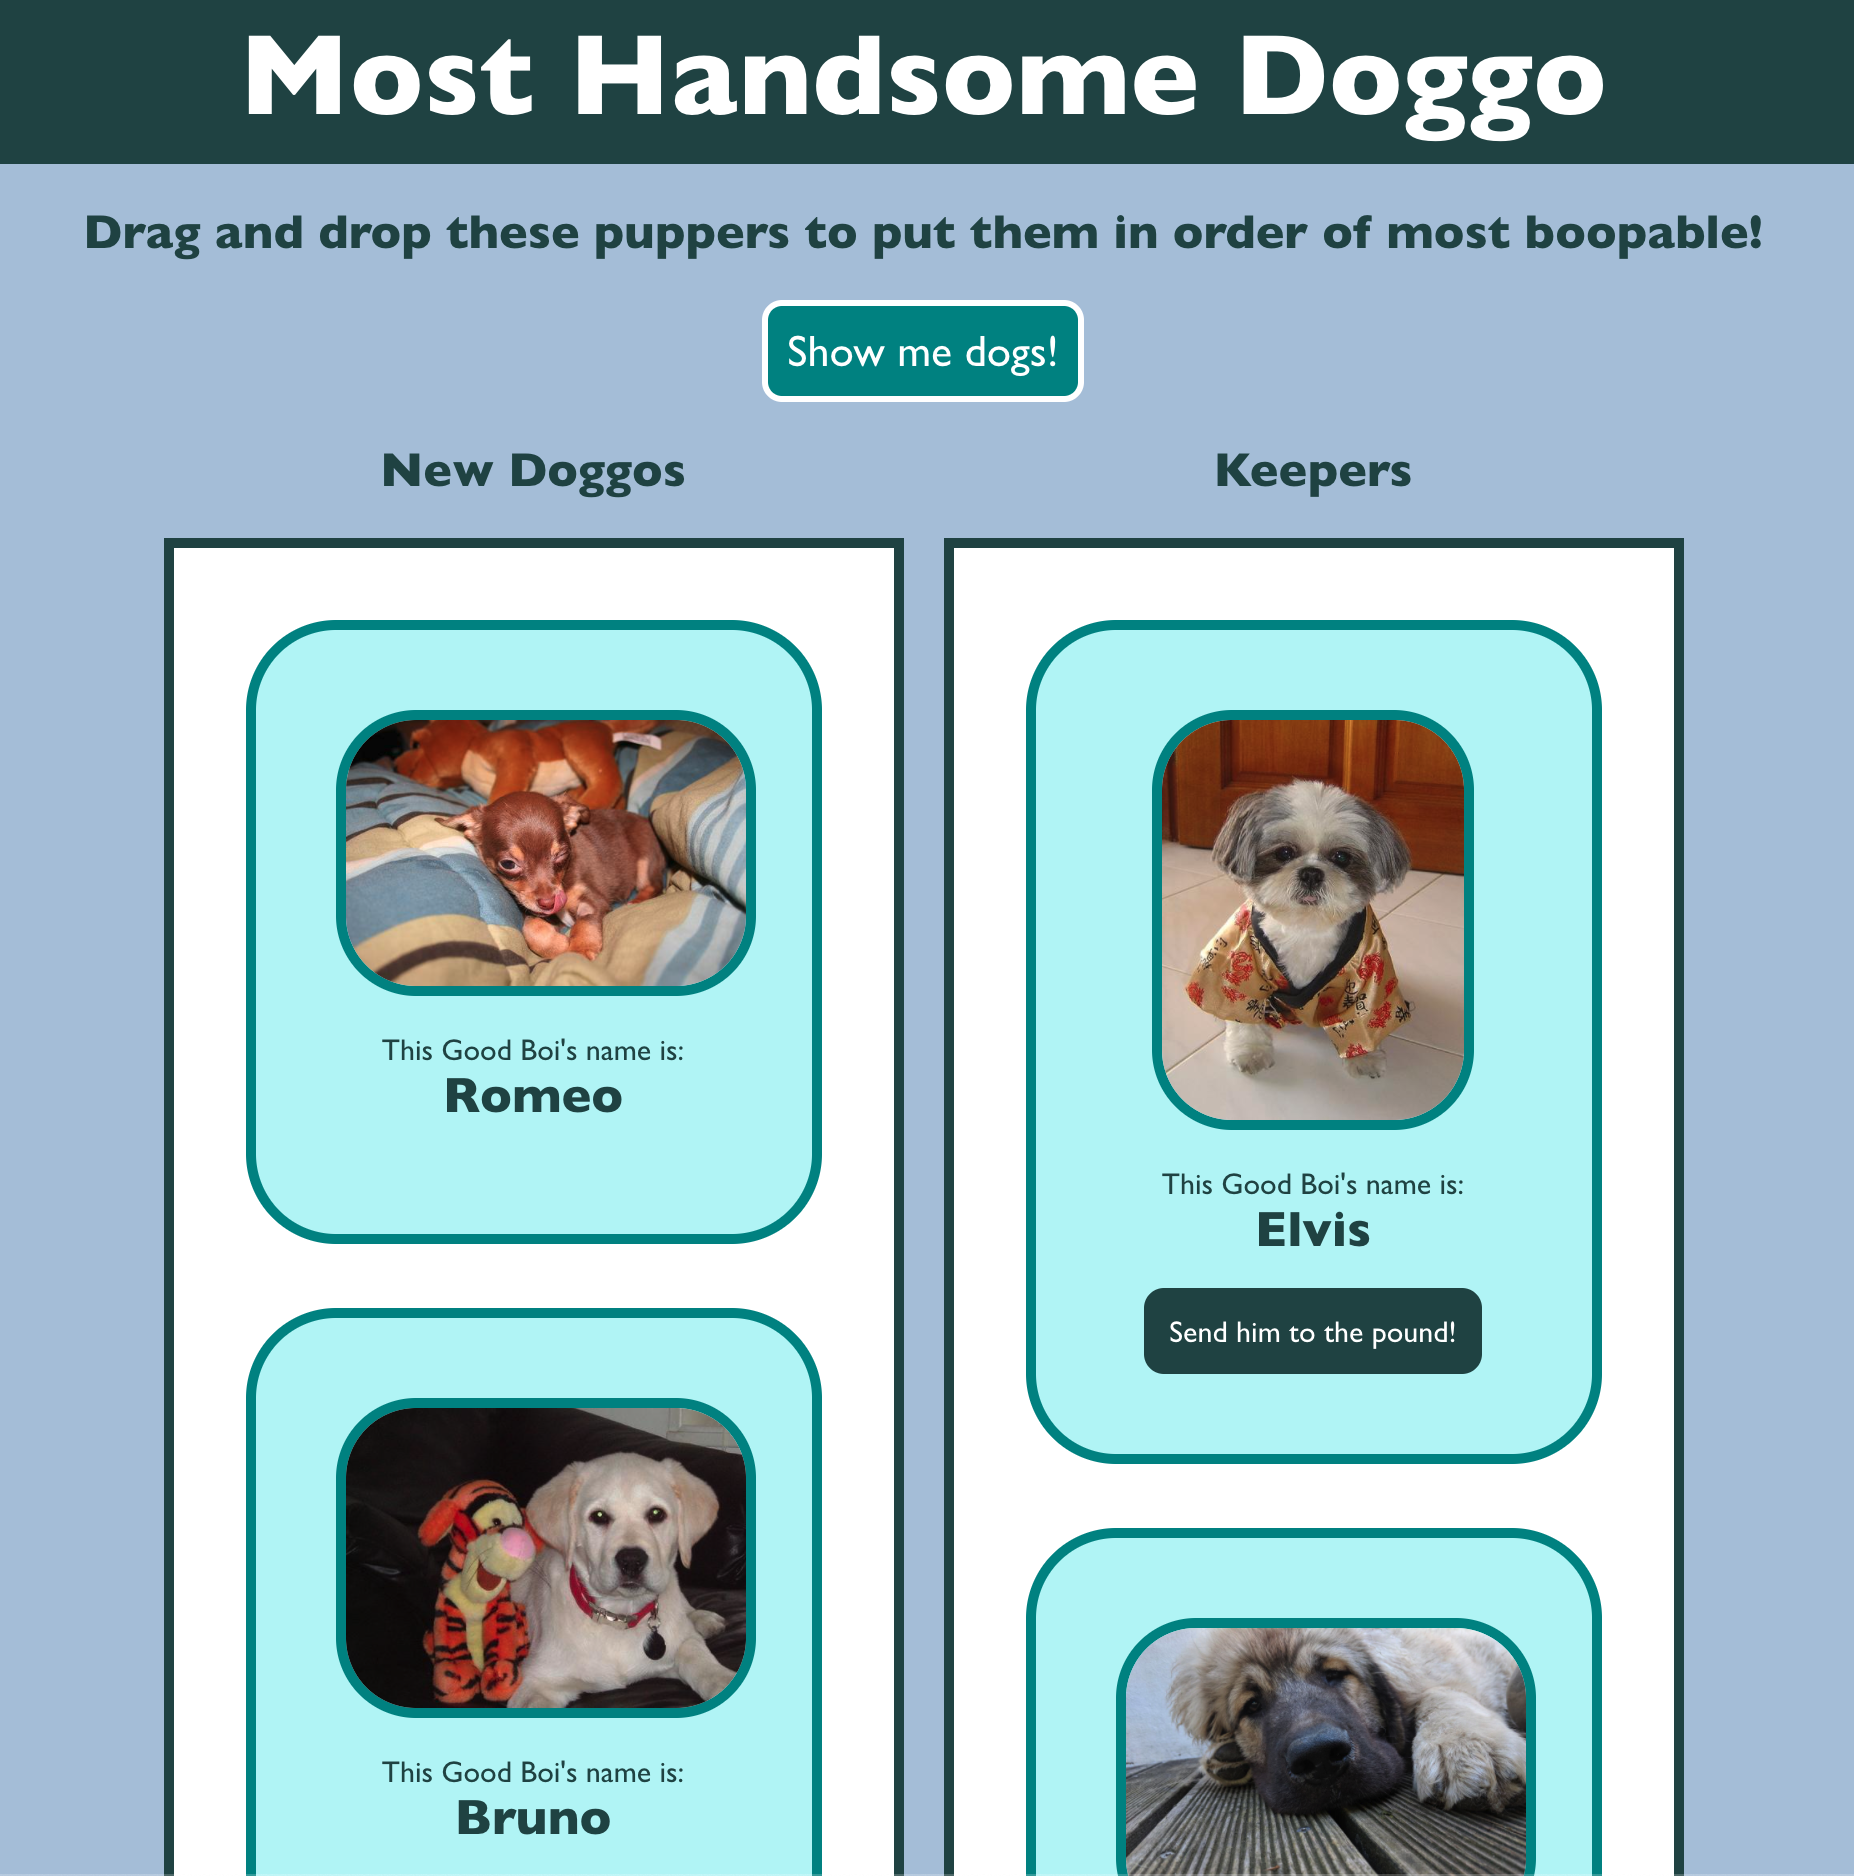 Most Handsome Doggo
Drag and drop these puppers to put them in order of most boopable!
Show me dogs!
New Doggos
This Good Boi's name is:
Romeo
This Good Boi's name is:
Bruno
Keepers
This Good Boi's name is:
Elvis
Send him to the pound!